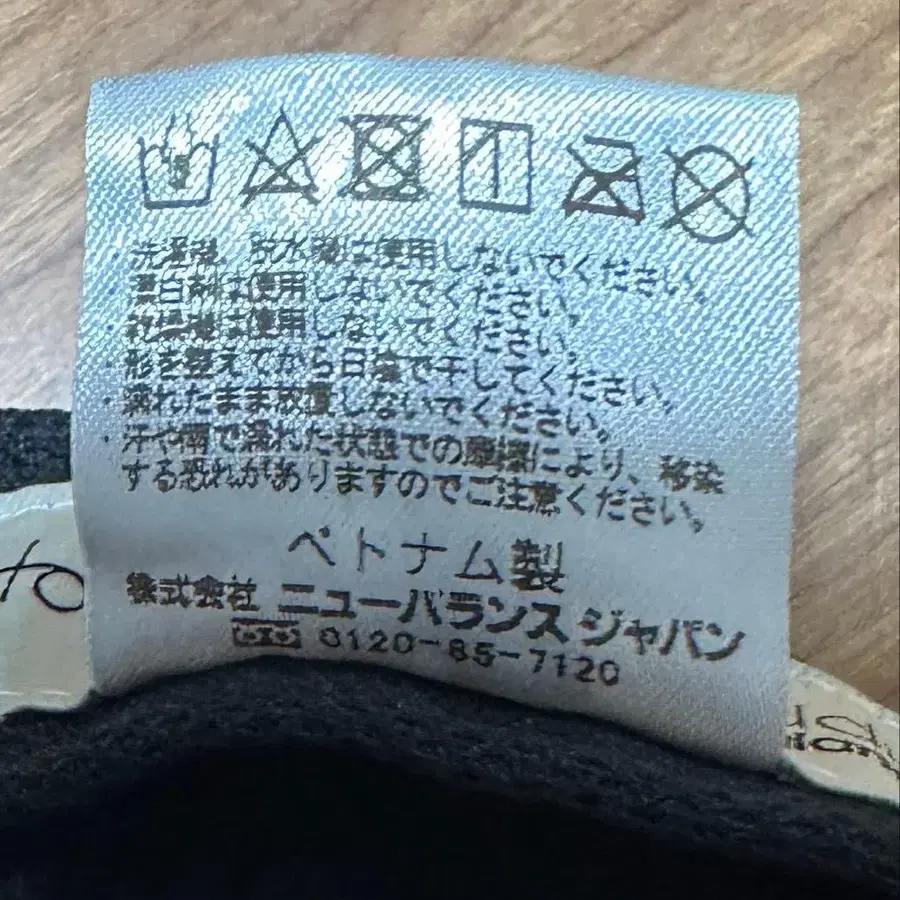 洗濯機、脱水機は使用しないでください。
漂白剤は使用しないでください。
乾燥機は使用しないでください。
形を整えてから日陰で干してください。
濡れたまま放置しないでください。
汗や雨で濡れた状態での摩擦により、移染
する恐れがありますのでご注意ください。
ベトナム製
株式会社 ニューバランス ジャパン
0120-85-7120
to